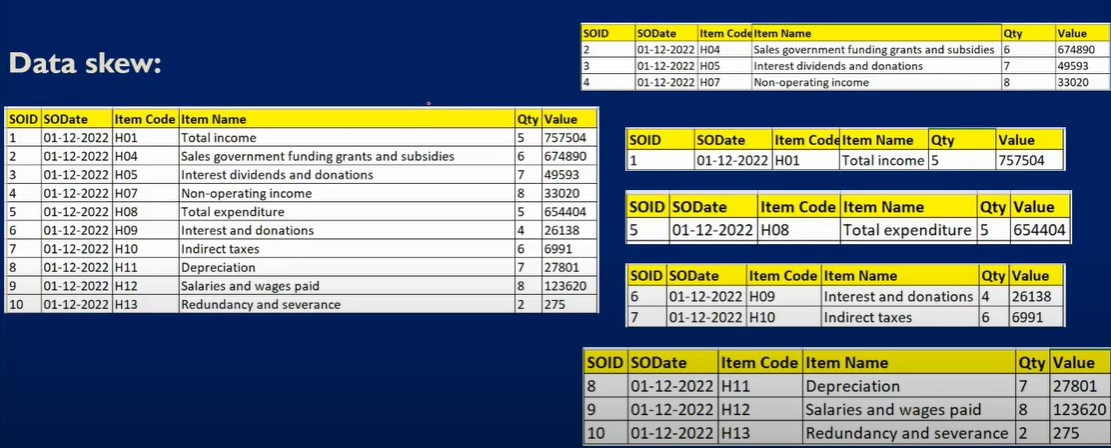 Data skew:
SOID SODate Item Code Item Name Qty Value
1 01-12-2022 H01 Total income 5 757504
2 01-12-2022 H04 Sales government funding grants and subsidies 6 674890
3 01-12-2022 H05 Interest dividends and donations 7 49593
4 01-12-2022 H07 Non-operating income 8 33020
5 01-12-2022 H08 Total expenditure 5 654404
6 01-12-2022 H09 Interest and donations 4 26138
7 01-12-2022 H10 Indirect taxes 6 6991
8 01-12-2022 H11 Depreciation 7 27801
9 01-12-2022 H12 Salaries and wages paid 8 123620
10 01-12-2022 H13 Redundancy and severance 2 275
SOID SODate Item Code Item Name Qty Value
2 01-12-2022 H04 Sales government funding grants and subsidies 6 674890
3 01-12-2022 H05 Interest dividends and donations 7 49593
4 01-12-2022 H07 Non-operating income 8 33020
SOID SODate Item Code Item Name Qty Value
1 01-12-2022 H01 Total income 5 757504
SOID SODate Item Code Item Name Qty Value
5 01-12-2022 H08 Total expenditure 5 654404
SOID SODate Item Code Item Name Qty Value
6 01-12-2022 H09 Interest and donations 4 26138
7 01-12-2022 H10 Indirect taxes 6 6991
SOID SODate Item Code Item Name Qty Value
8 01-12-2022 H11 Depreciation 7 27801
9 01-12-2022 H12 Salaries and wages paid 8 123620
10 01-12-2022 H13 Redundancy and severance 2 275